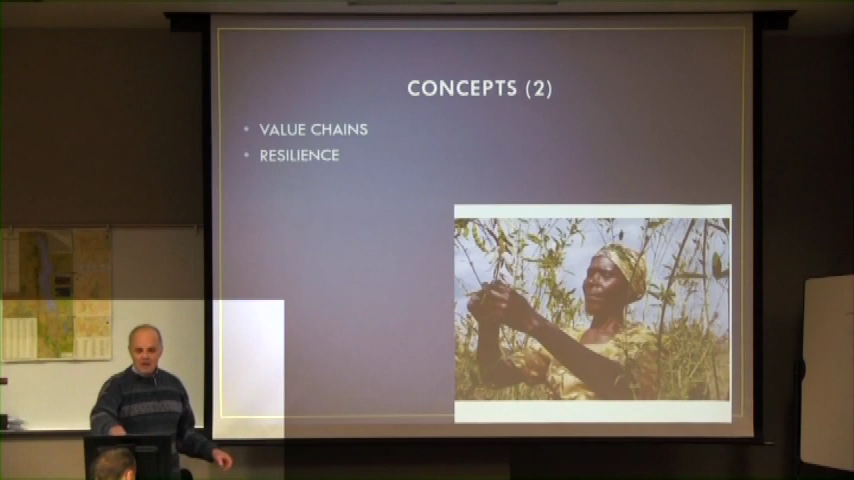 CONCEPTS (2)
• VALUE CHAINS
• RESILIENCE